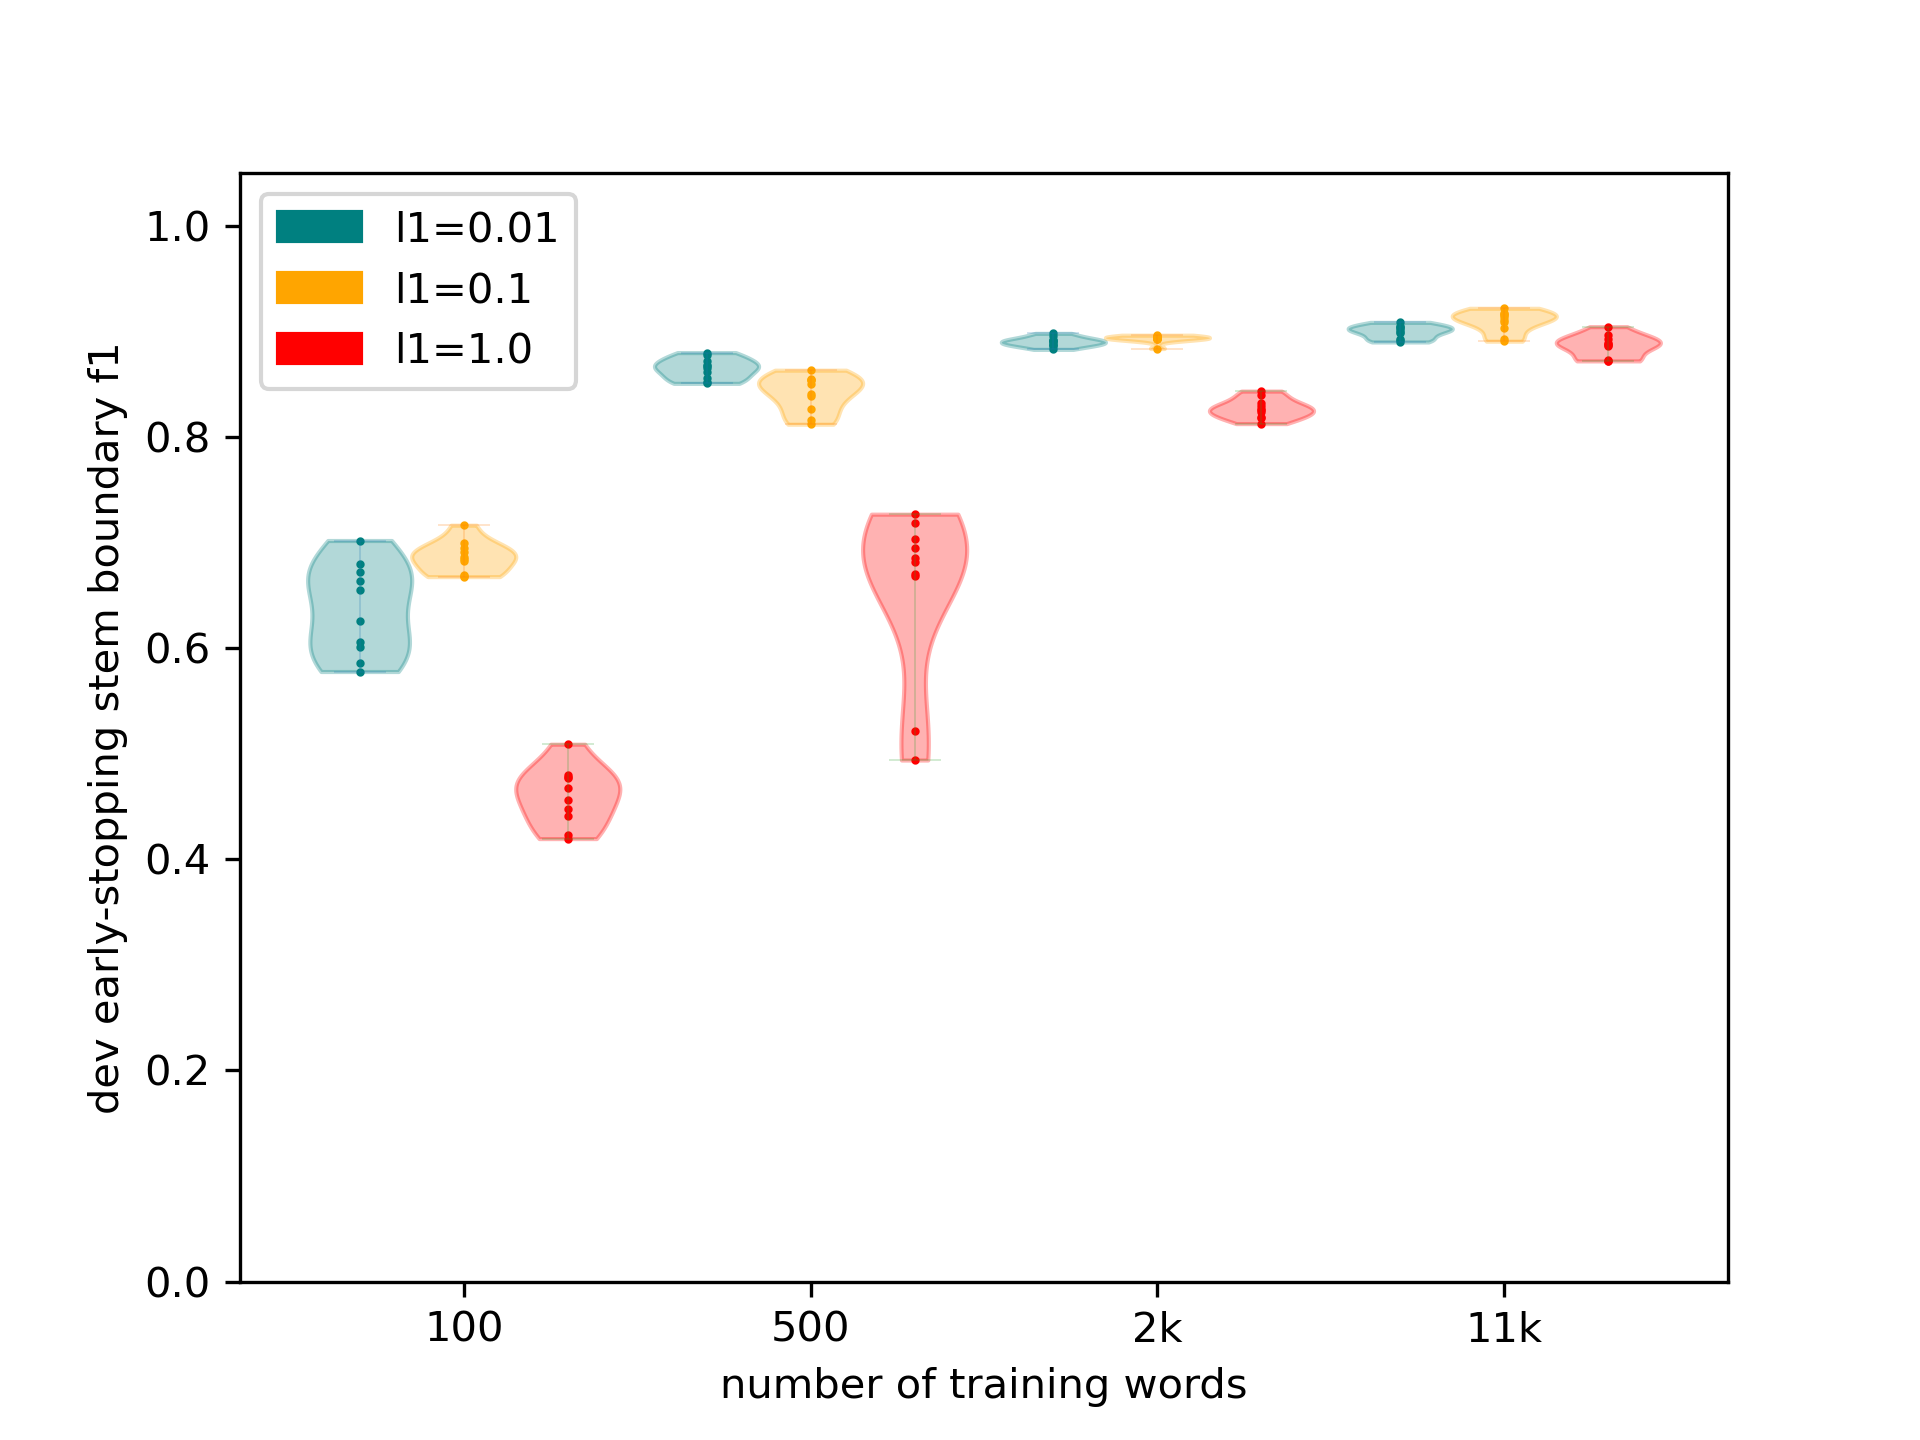 l1=0.01
l1=0.1
l1=1.0
1.0
0.8
0.6
0.4
0.2
0.0
dev early-stopping stem boundary f1
100
500
2k
11k
number of training words